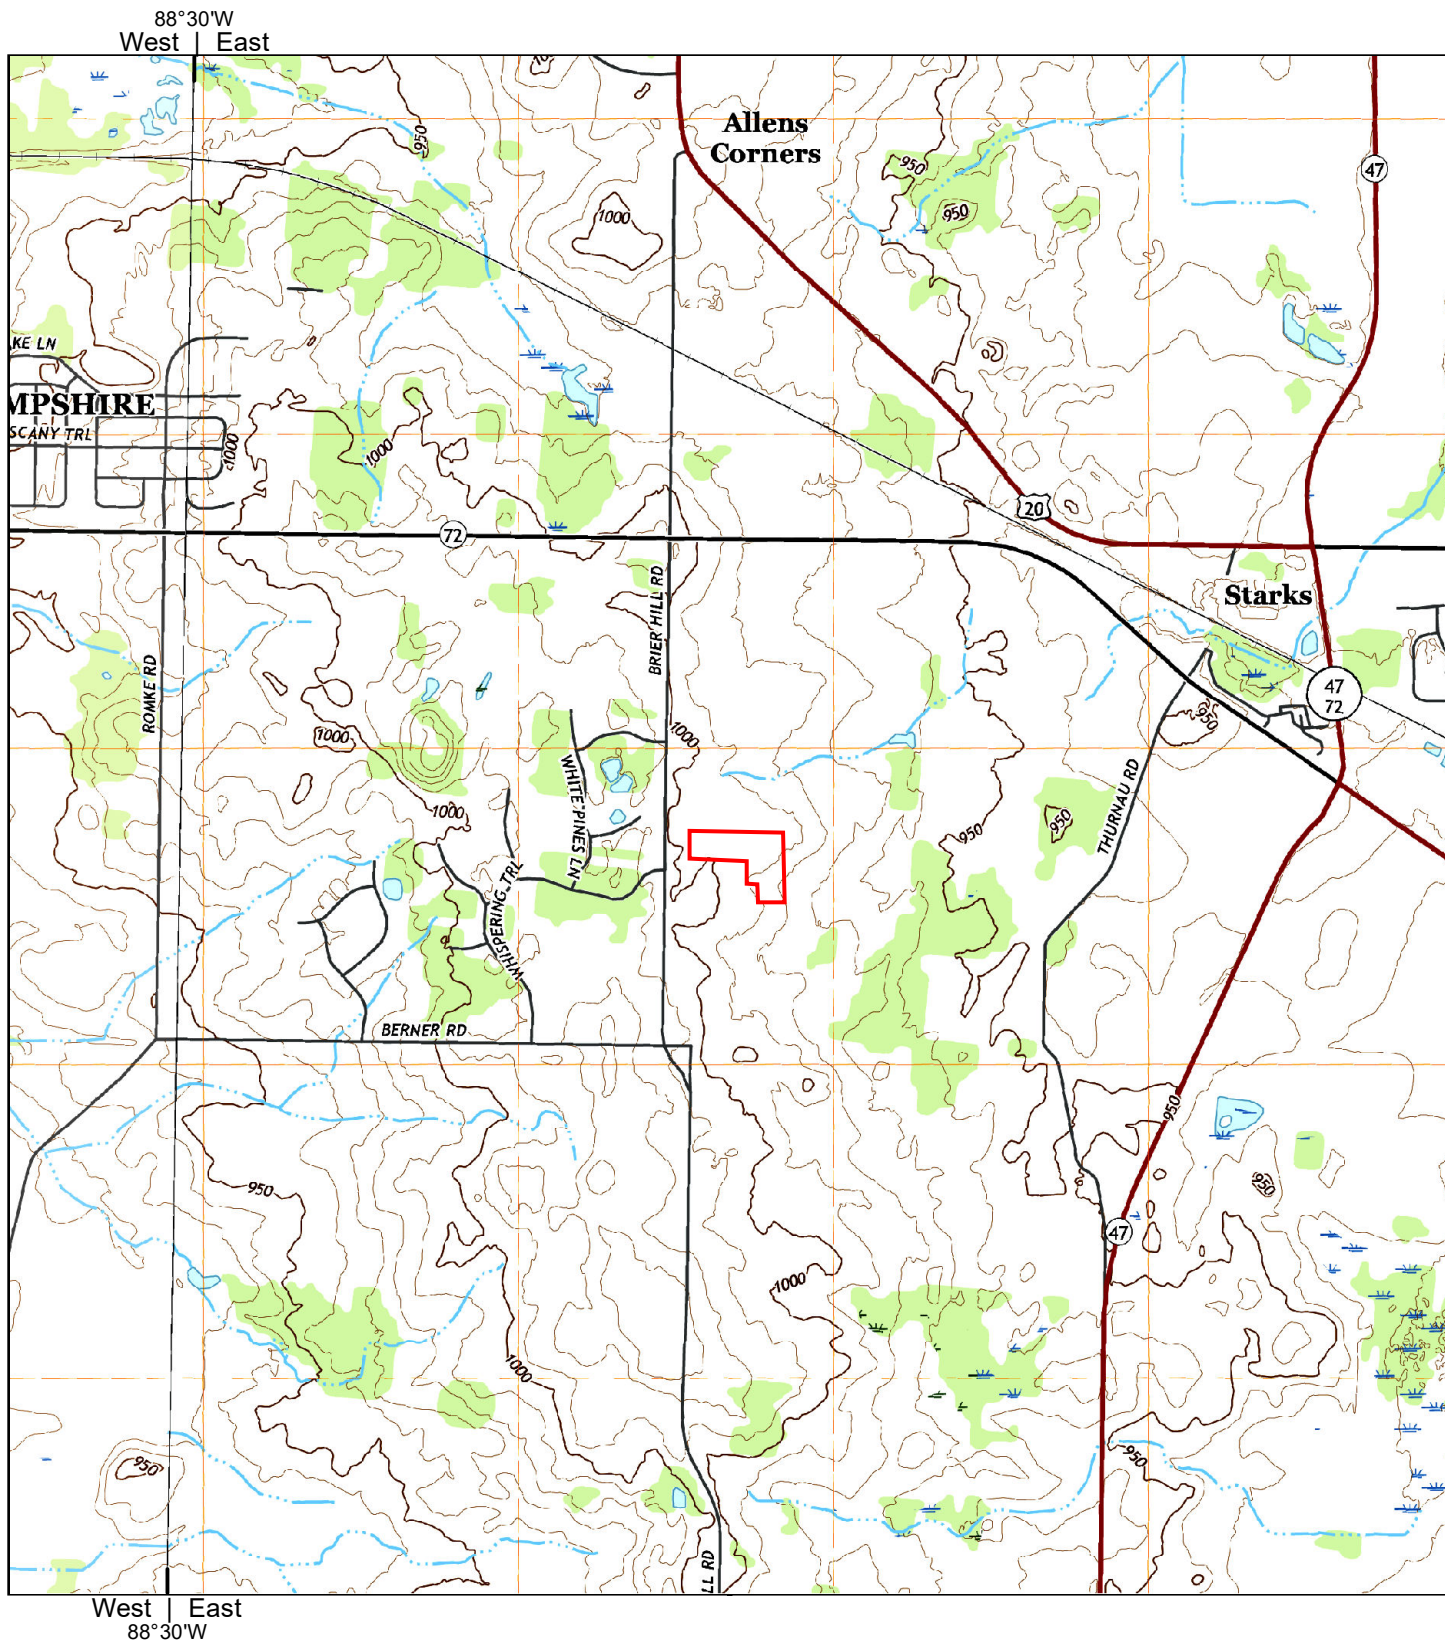 88°30'W
West | East
Allens
Corners
950
950
47
950
1000
KE LN
MPSHIRE
SCANY TRL
1000
1000
20
72
Starks
BRIER HILL RD
ROMKE RD
47
72
950
1000
1000
WHITE PINES LN
THURNAU RD
1000
950
950
WHISPERING TRL
BERNER RD
950
950
950
47
1000
1000
950
950
LL RD
West | East
88°30'W